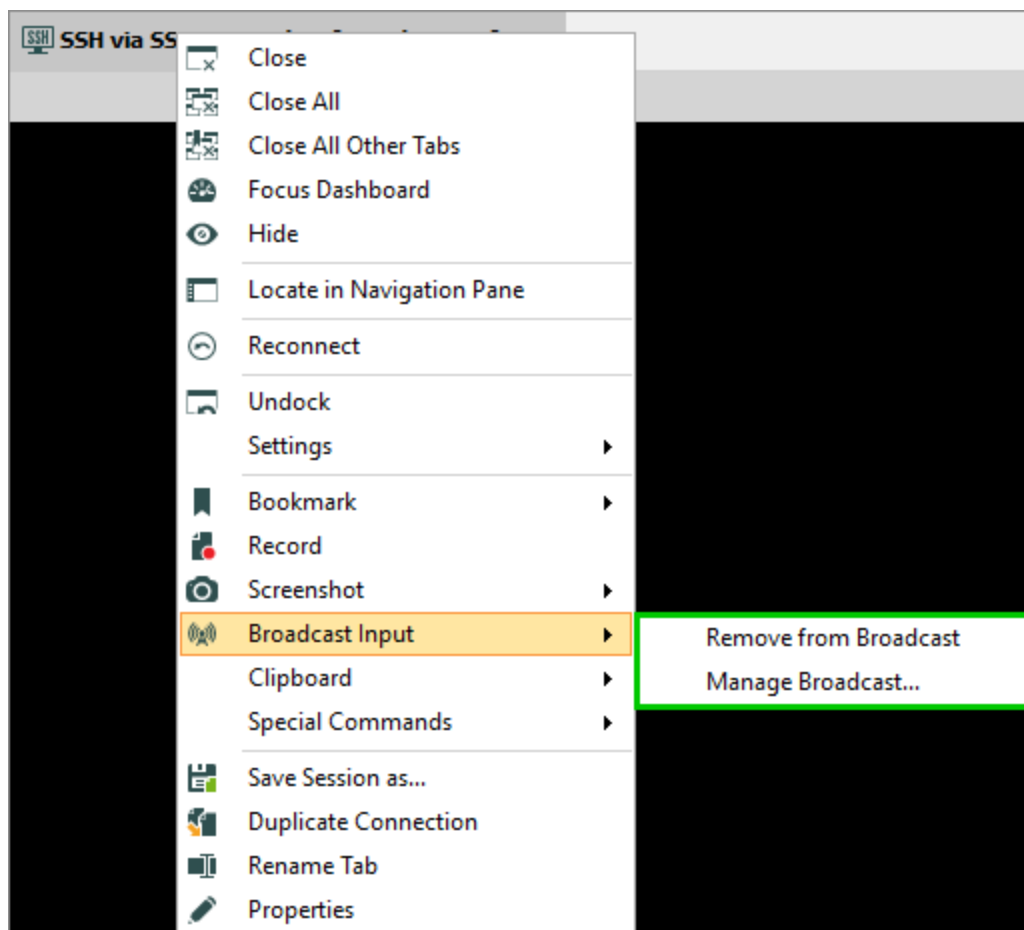 SSH SSH via SS
Close
Close All
Close All Other Tabs
Focus Dashboard
Hide
Locate in Navigation Pane
Reconnect
Undock
Settings
Bookmark
Record
Screenshot
Broadcast Input
Remove from Broadcast
Clipboard
Manage Broadcast...
Special Commands
Save Session as...
Duplicate Connection
Rename Tab
Properties